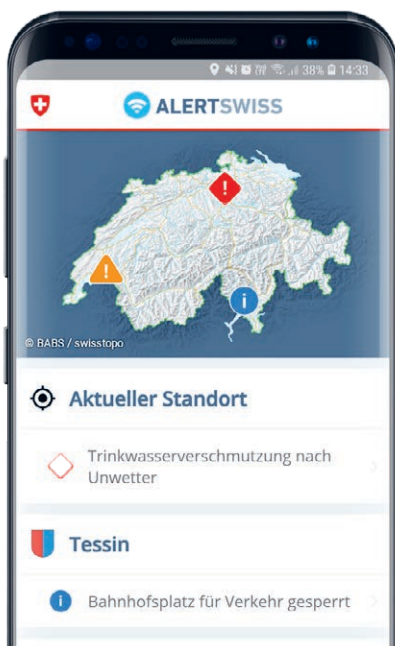 38% 14:33
ALERTSWISS
© BABS / swisstopo
Aktueller Standort
Trinkwasserverschmutzung nach
Unwetter
Tessin
Bahnhofsplatz für Verkehr gesperrt